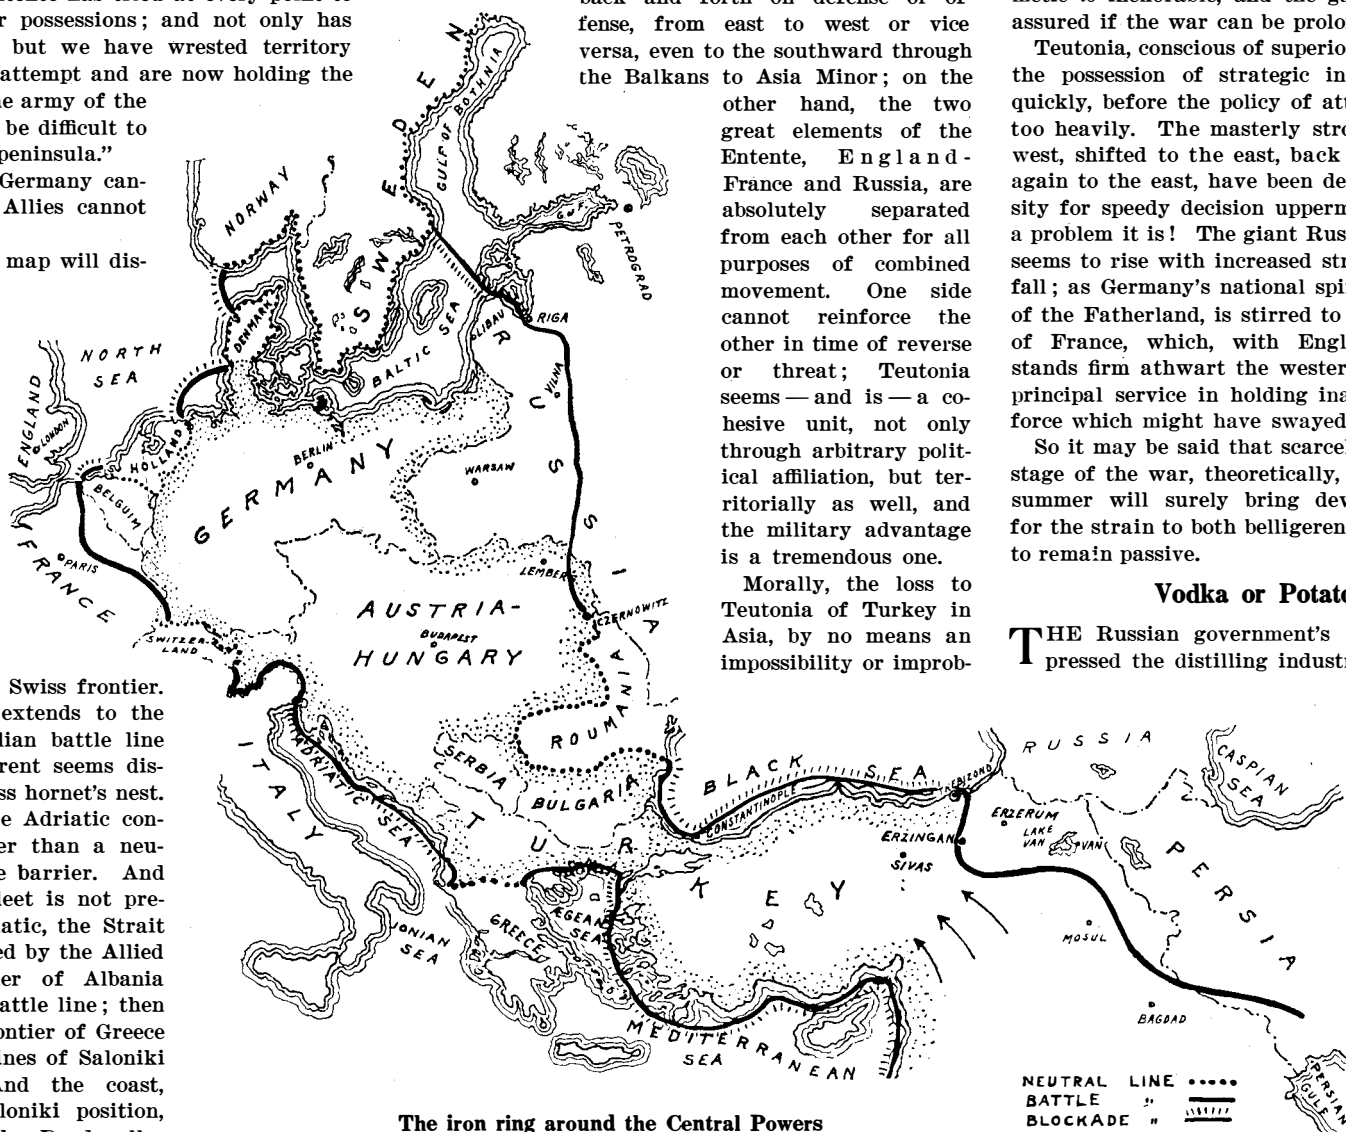 r possessions; and not only has
but we have wrested territory
attempt and are now holding the
e army of the
be difficult to
peninsula."
Germany can-
Allies cannot
map will dis-
Swiss frontier.
extends to the
lian battle line
rent seems dis-
ss hornet's nest.
e Adriatic con-
er than a neu-
e barrier. And
leet is not pre-
atic, the Strait
ed by the Allied
er of Albania
attle line; then
ontier of Greece
ines of Saloniki
And the coast,
loniki position,
back and forth on defense or of-
fense, from east to west or vice
versa, even to the southward through
the Balkans to Asia Minor; on the
other hand, the two
great elements of the
Entente, England-
France and Russia, are
absolutely separated
from each other for all
purposes of combined
movement. One side
cannot reinforce the
other in time of reverse
or threat; Teutonia
seems — and is — a co-
hesive unit, not only
through arbitrary polit-
ical affiliation, but ter-
ritorially as well, and
the military advantage
is a tremendous one.
Morally, the loss to
Teutonia of Turkey in
Asia, by no means an
impossibility or improb-
assured if the war can be prolo
Teutonia, conscious of superio
the possession of strategic in
quickly, before the policy of att
too heavily. The masterly stro
west, shifted to the east, back
again to the east, have been de
sity for speedy decision upperm
a problem it is! The giant Rus
seems to rise with increased str
fall; as Germany's national spi
of the Fatherland, is stirred to
of France, which, with Engl
stands firm athwart the wester
principal service in holding ina
force which might have swayed
So it may be said that scarcel
stage of the war, theoretically,
summer will surely bring dev
for the strain to both belligeren
to remain passive.
Vodka or Potato
THE Russian government's
pressed the distilling industr
SWEDEN
GULF OF BOTHNIA
NORWAY
G of F
PETROGRAD
DENMARK
BALTIC SEA
LIBAU
RIGA
NORTH
SEA
VILNA
RUSSIA
ENGLAND
LONDON
HOLLAND
BERLIN
WARSAW
GERMANY
BELGUIM
FRANCE
PARIS
LEMBERG
AUSTRIA-
HUNGARY
BUDAPEST
CZERNOWITZ
SWITZER-
LAND
ROUMANIA
ITALY
ADRIATIC SEA
SERBIA
BULGARIA
BLACK SEA
CONSTANTINOPLE
TREBIZOND
RUSSIA
CASPIAN
SEA
TURKEY
ERZERUM
LAKE
VAN
VAN
ERZINGAN
SIVAS
PERSIA
IONIAN
SEA
GREECE
ÆGEAN
SEA
MOSUL
BAGDAD
MEDITERRANEAN
SEA
PERSIAN
GULF
NEUTRAL LINE
BATTLE "
BLOCKADE "
The iron ring around the Central Powers